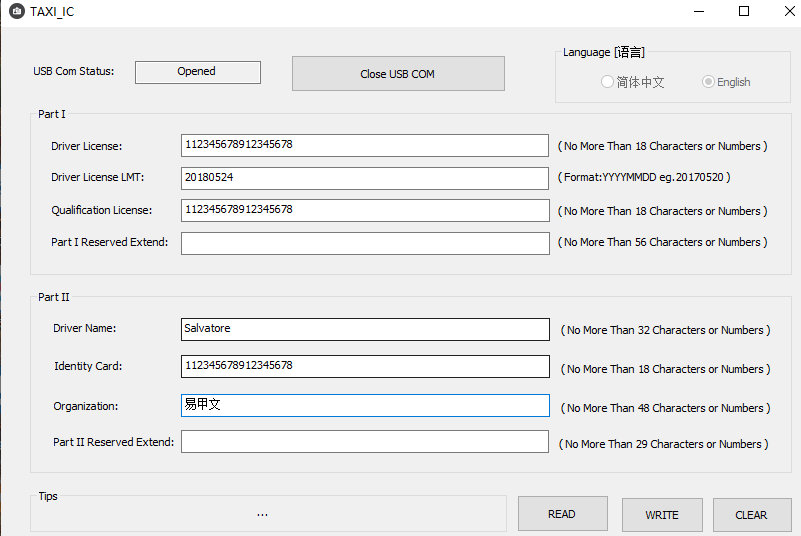 TAXI_IC
USB Com Status: Opened Close USB COM
Language [语言]
简体中文 English
Part I
Driver License: 112345678912345678 ( No More Than 18 Characters or Numbers )
Driver License LMT: 20180524 ( Format:YYYYMMDD eg.20170520 )
Qualification License: 112345678912345678 ( No More Than 18 Characters or Numbers )
Part I Reserved Extend: ( No More Than 56 Characters or Numbers )
Part II
Driver Name: Salvatore ( No More Than 32 Characters or Numbers )
Identity Card: 112345678912345678 ( No More Than 18 Characters or Numbers )
Organization: 易甲文 ( No More Than 48 Characters or Numbers )
Part II Reserved Extend: ( No More Than 29 Characters or Numbers )
Tips
... READ WRITE CLEAR